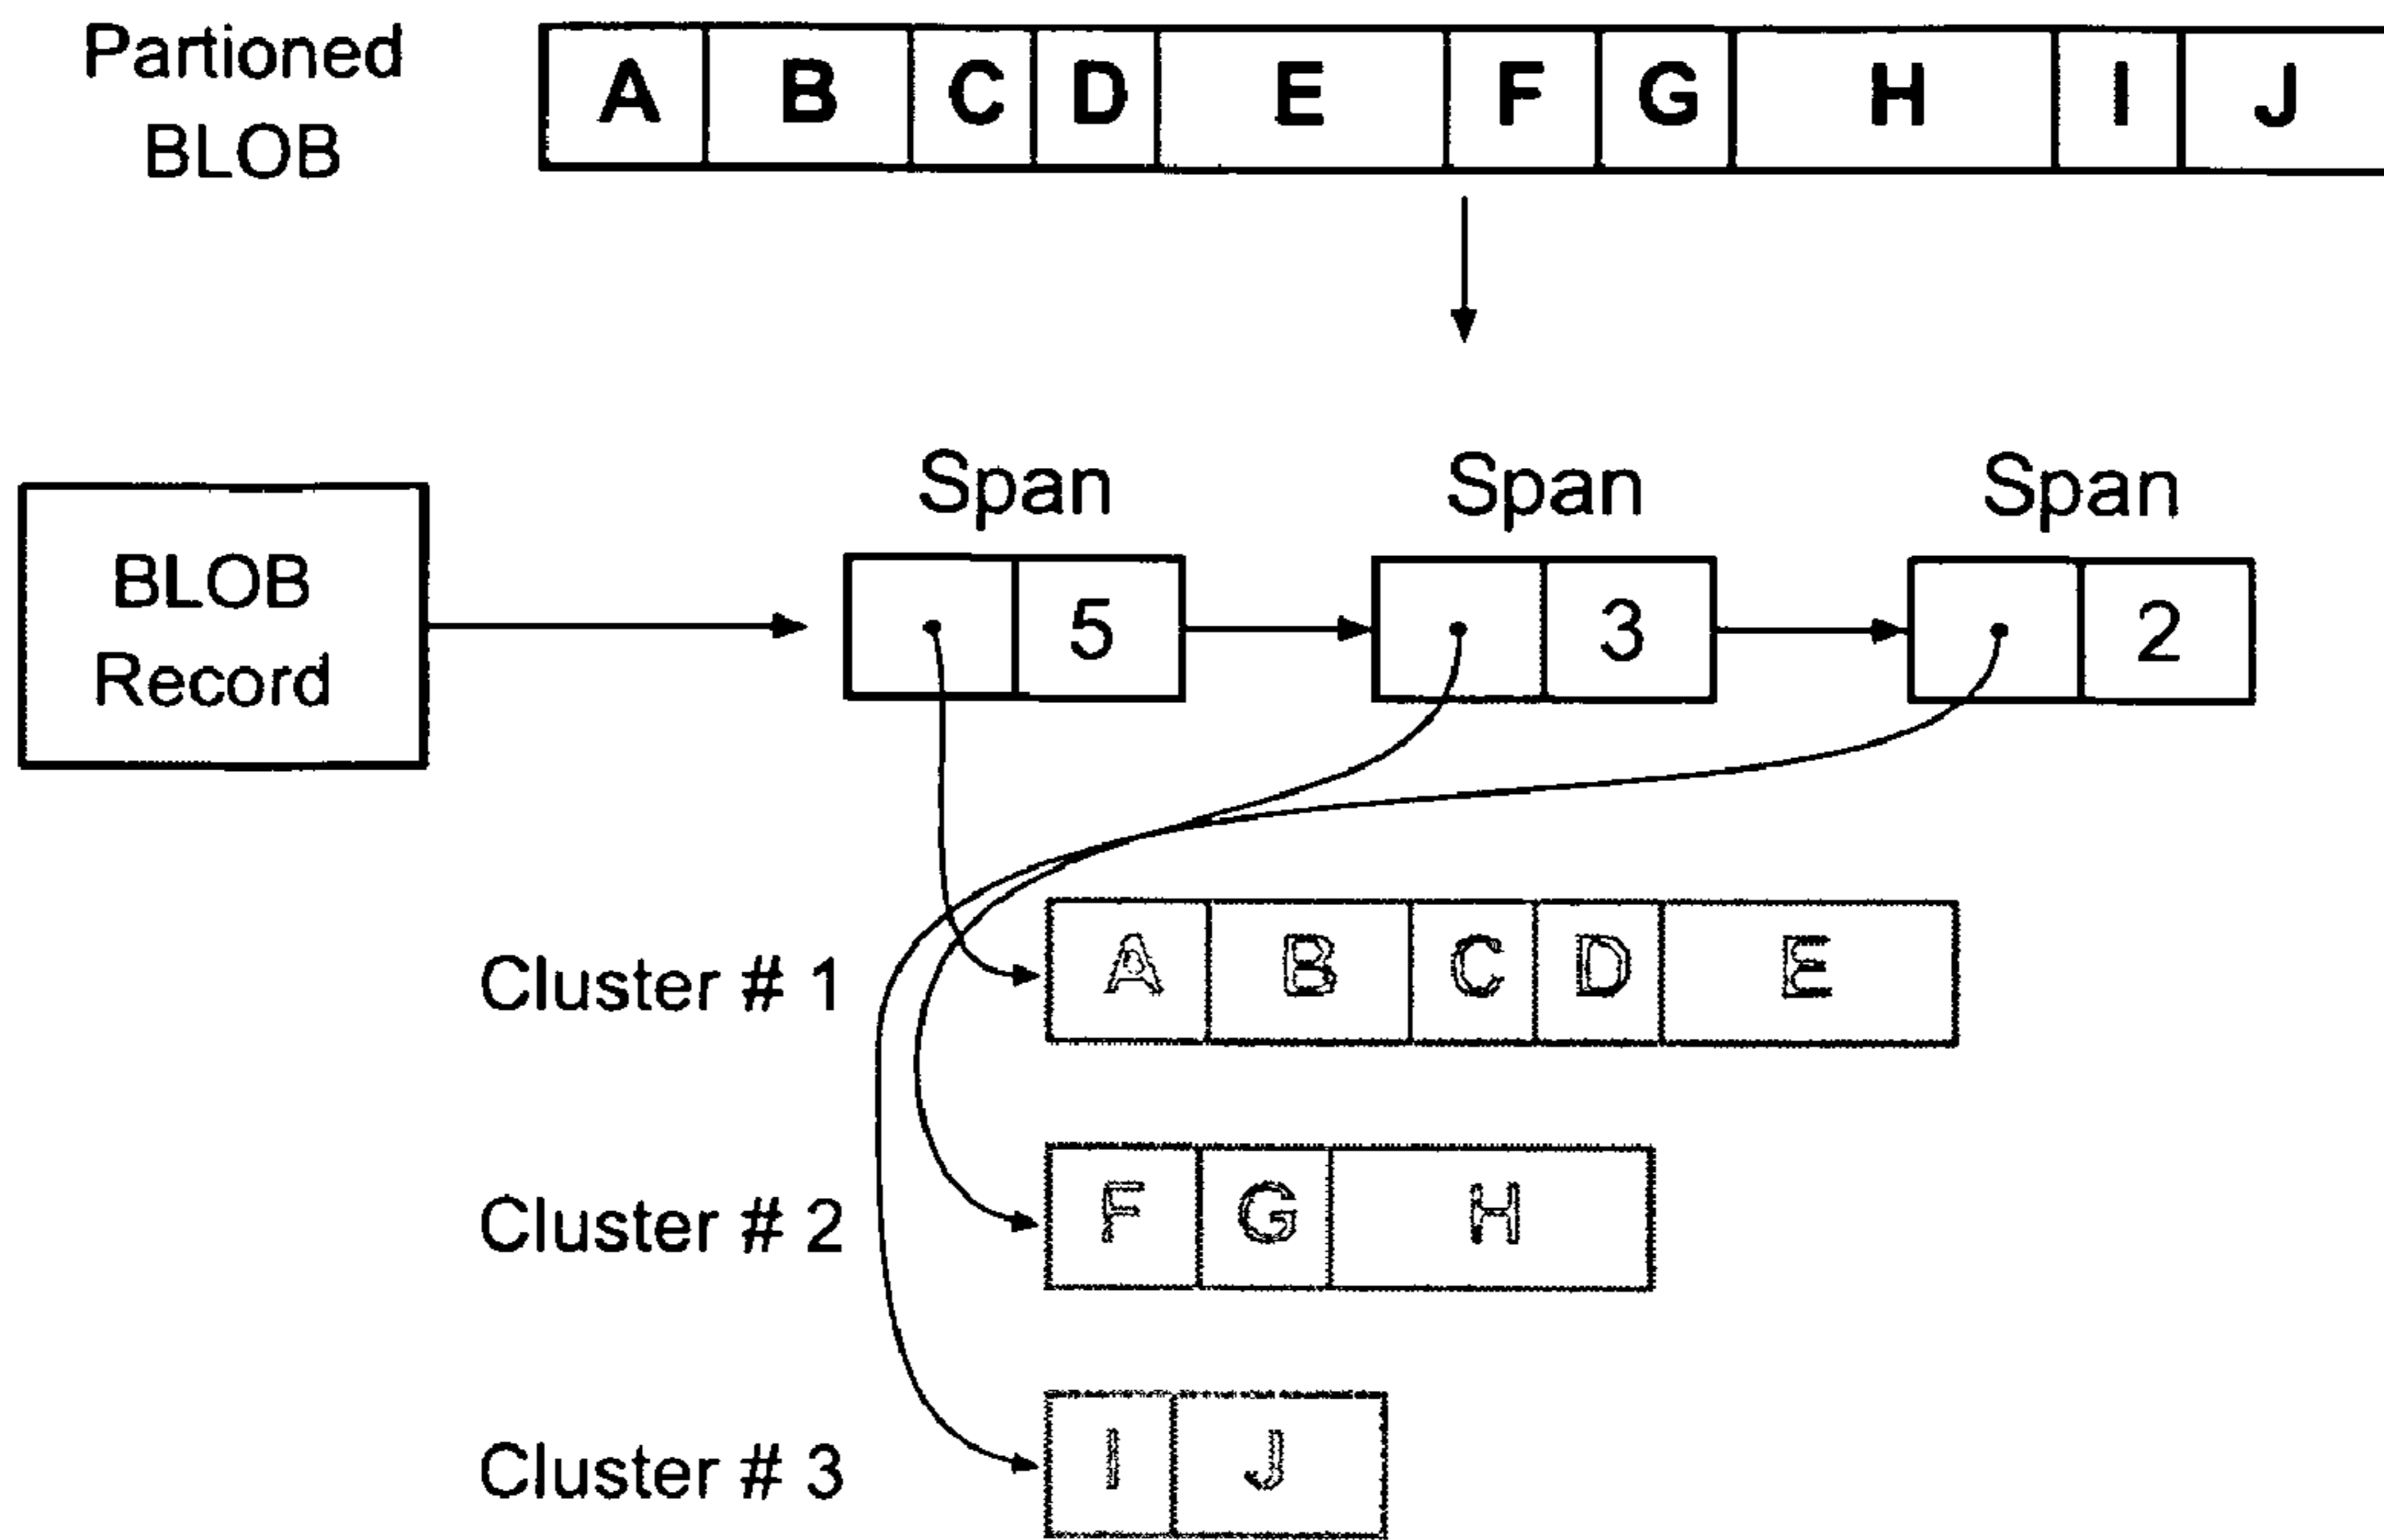 Partioned
BLOB
A B C D E F G H I J
Span Span Span
BLOB
Record
5 3 2
Cluster # 1 A B C D E
Cluster # 2 F G H
Cluster # 3 I J